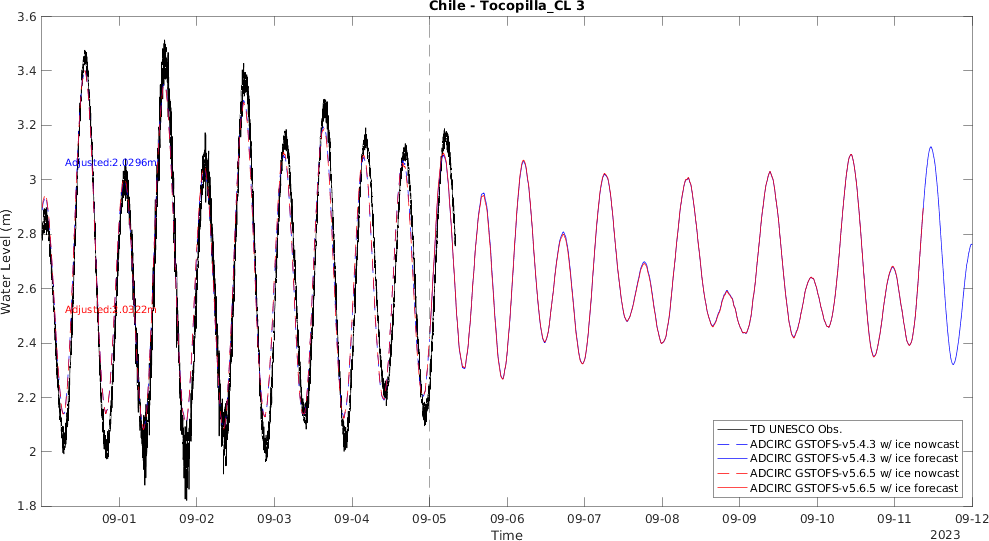 Chile - Tocopilla_CL 3
3.6
3.4
3.2
3
2.8
2.6
2.4
2.2
2
1.8
Water Level (m)
Adjusted:2.0296m
Adjusted:2.0322m
TD UNESCO Obs.
ADCIRC GSTOFS-v5.4.3 w/ ice nowcast
ADCIRC GSTOFS-v5.4.3 w/ ice forecast
ADCIRC GSTOFS-v5.6.5 w/ ice nowcast
ADCIRC GSTOFS-v5.6.5 w/ ice forecast
09-01 09-02 09-03 09-04 09-05 09-06 09-07 09-08 09-09 09-10 09-11 09-12
Time
2023